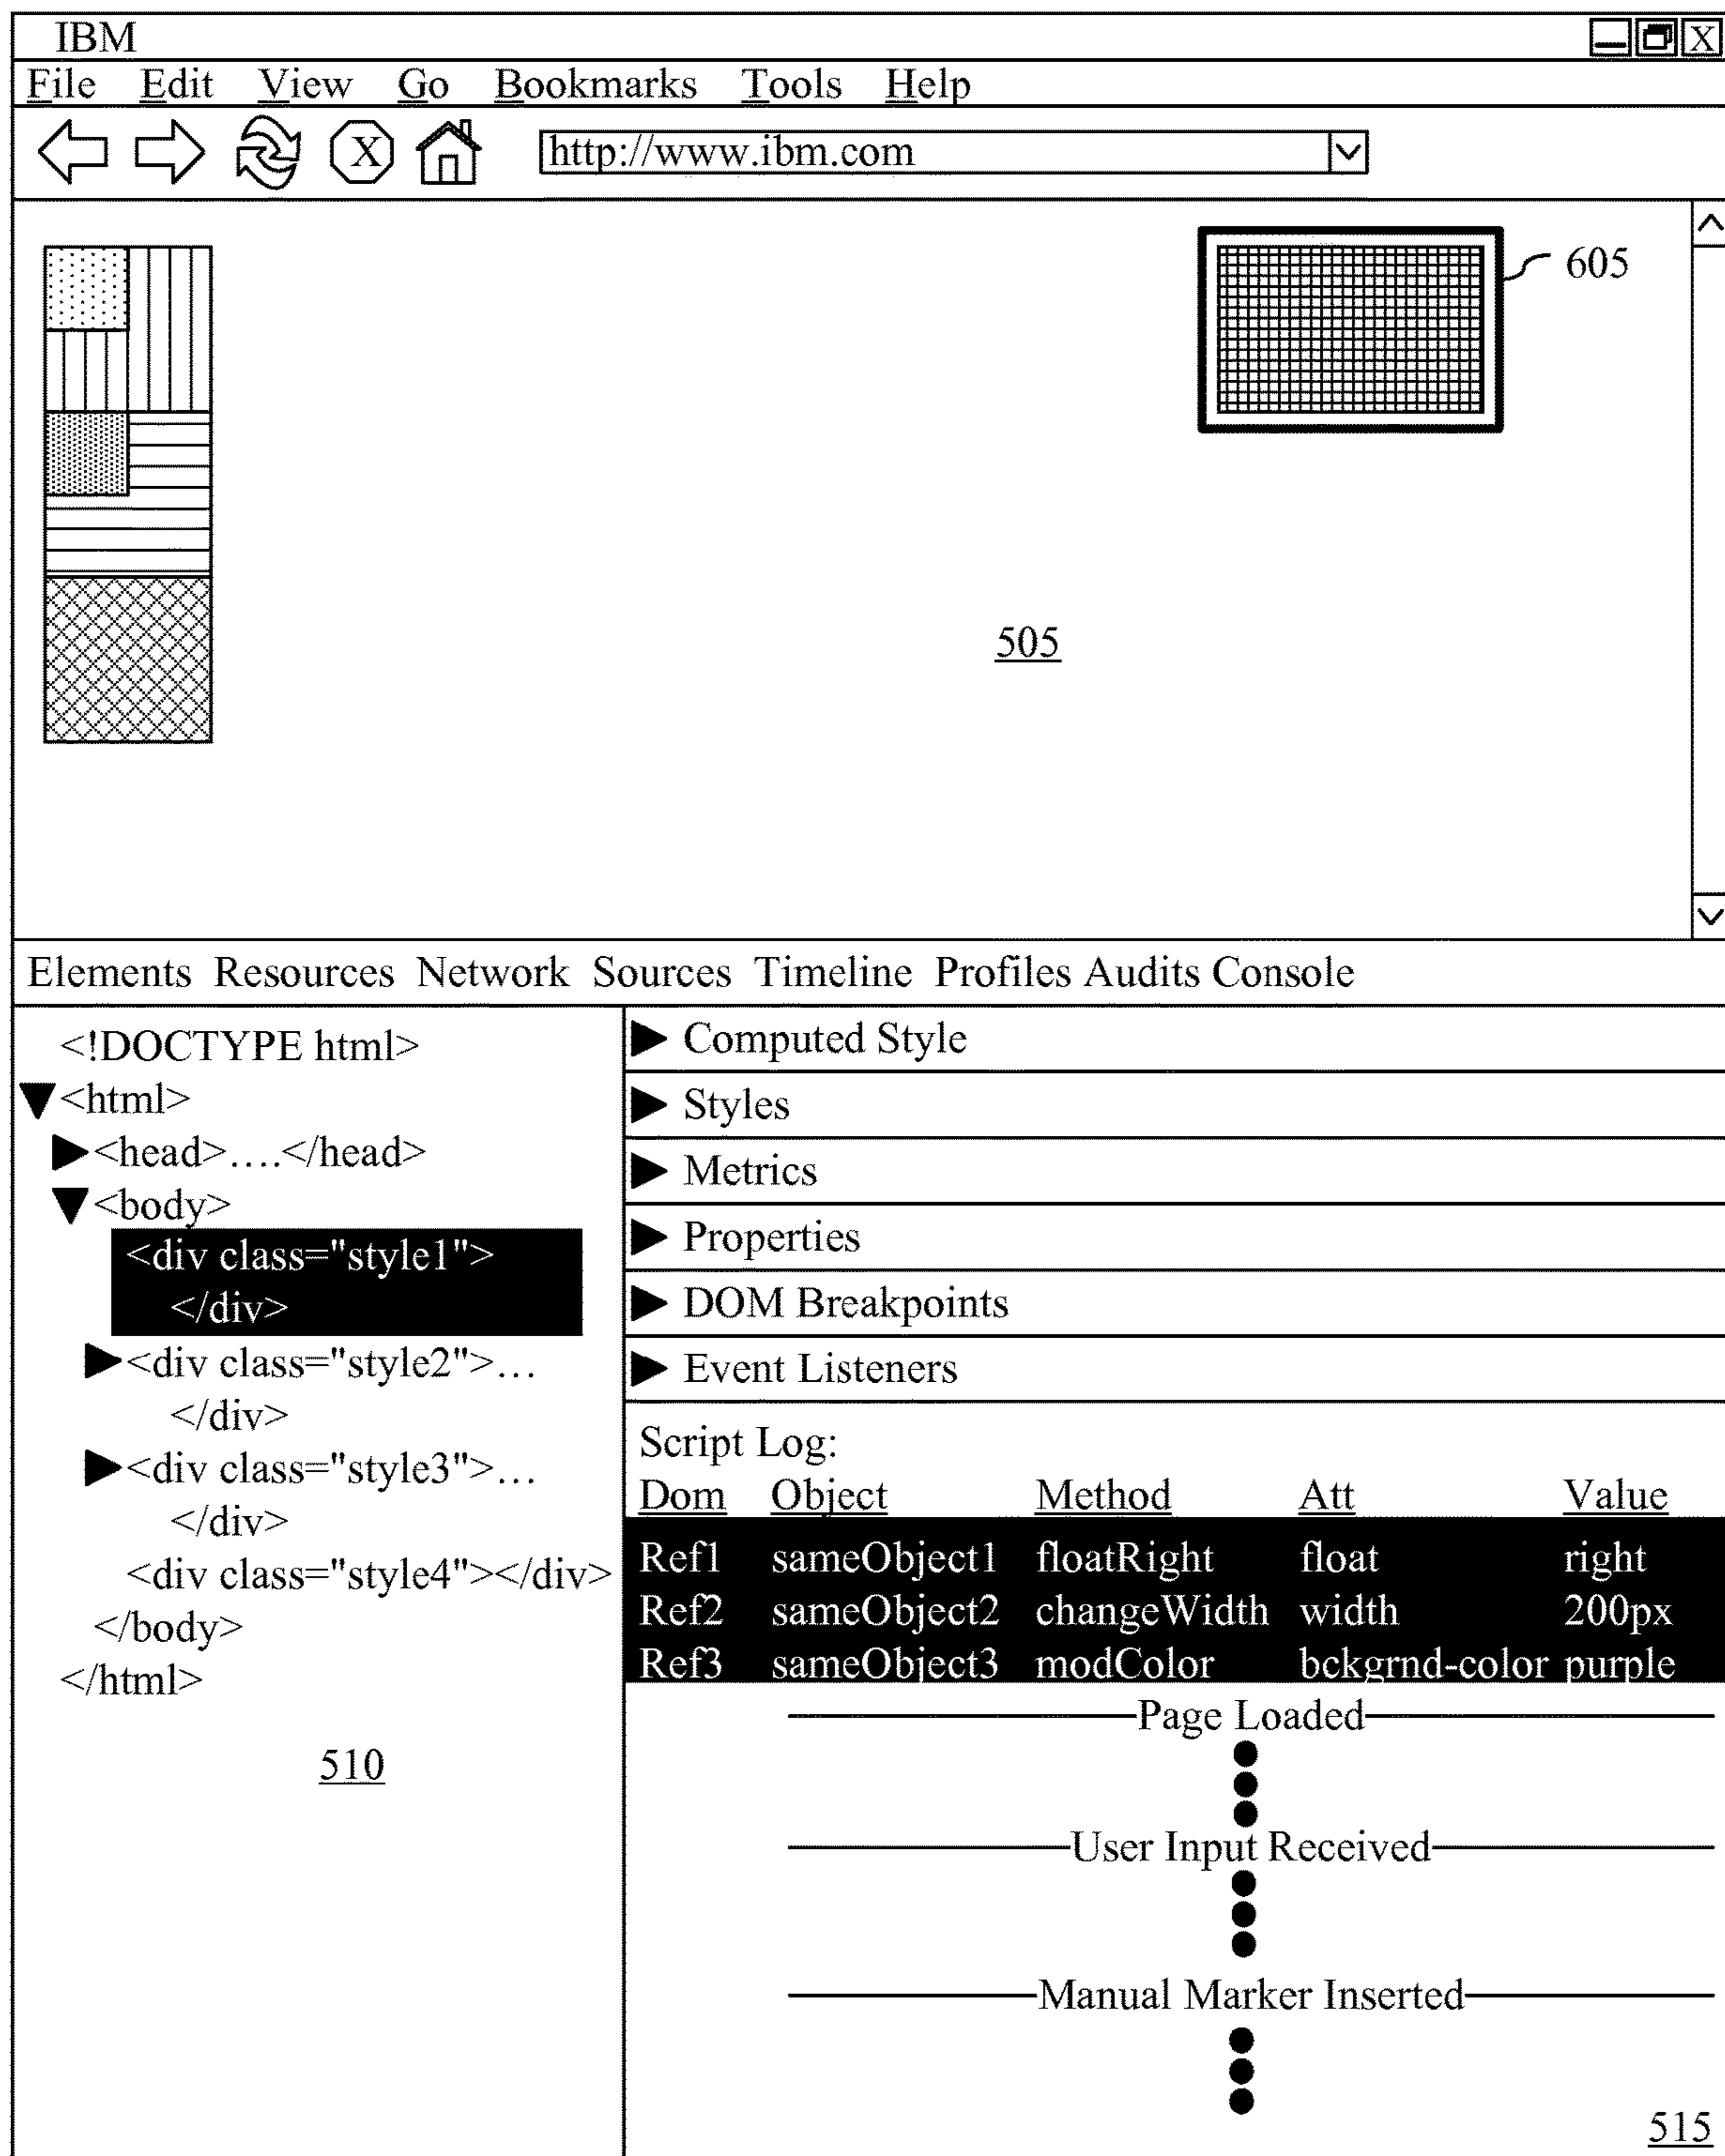 IBM
X
File Edit View Go Bookmarks Tools Help
X http://www.ibm.com
605
505
Elements Resources Network Sources Timeline Profiles Audits Console
<!DOCTYPE html>
<html>
<head>....</head>
<body>
<div class="style1">
</div>
<div class="style2">...
</div>
<div class="style3">...
</div>
<div class="style4"></div>
</body>
</html>
510
Computed Style
Styles
Metrics
Properties
DOM Breakpoints
Event Listeners
Script Log:
Dom Object Method Att Value
Ref1 sameObject1 floatRight float right
Ref2 sameObject2 changeWidth width 200px
Ref3 sameObject3 modColor bckgrnd-color purple
Page Loaded
User Input Received
Manual Marker Inserted
515